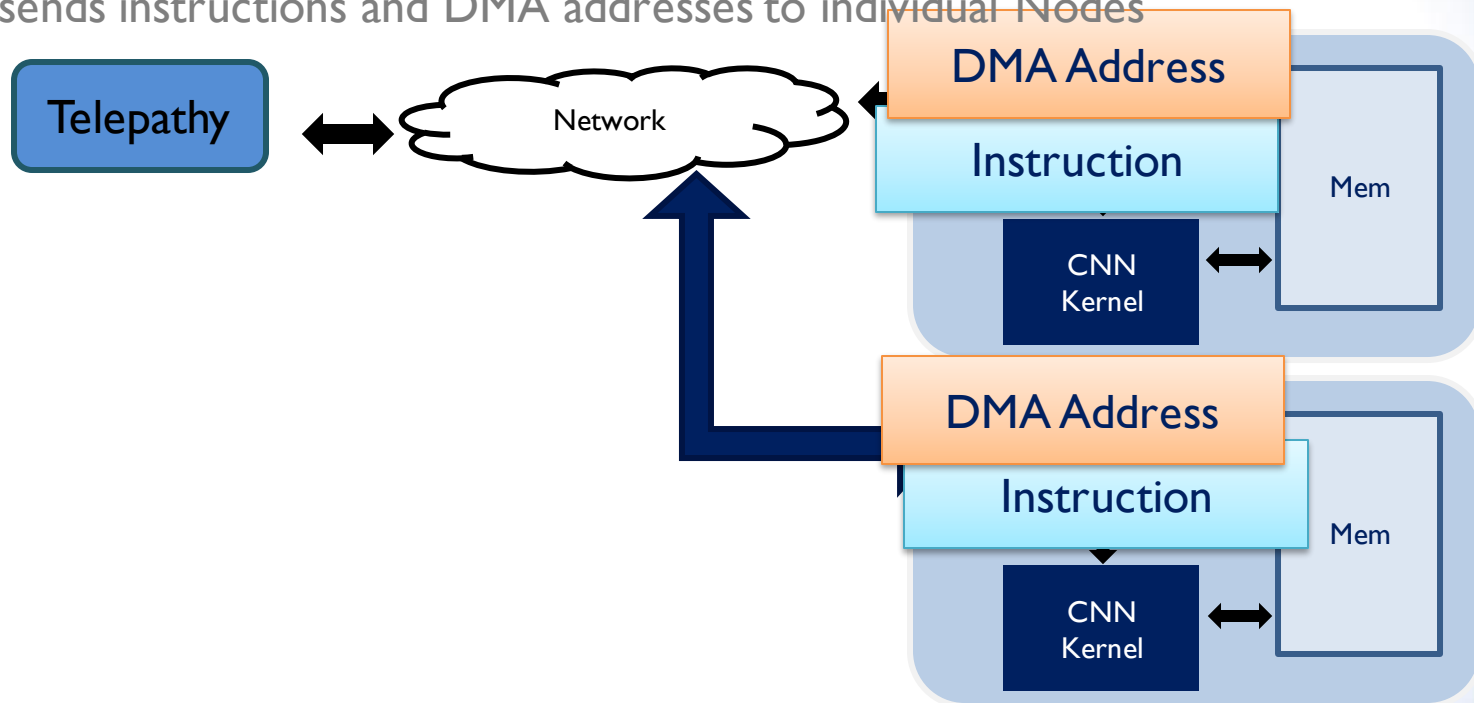 sends instructions and DMA addresses to individual Nodes
Telepathy
Network
DMA Address
Instruction
Mem
CNN
Kernel
DMA Address
Instruction
Mem
CNN
Kernel